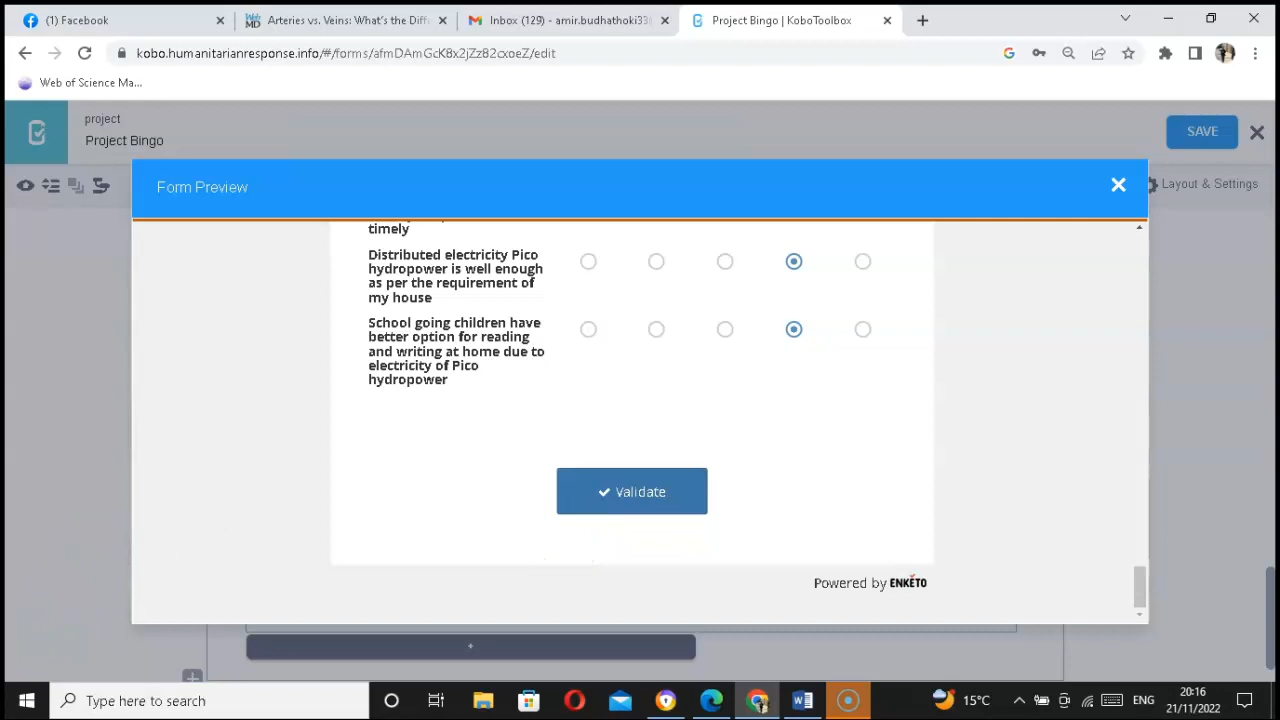 (1) Facebook
Web MD Arteries vs. Veins: What's the Diff
Inbox (129) - amir.budhathoki33
Project Bingo | KoboToolbox
kobo.humanitarianresponse.info/#/forms/afmDAmGcK8x2jZz82cxoeZ/edit
Web of Science Ma...
project
Project Bingo
SAVE
Form Preview
Layout & Settings
timely
Distributed electricity Pico
hydropower is well enough
as per the requirement of
my house
School going children have
better option for reading
and writing at home due to
electricity of Pico
hydropower
Validate
Powered by ENKETO
Type here to search
15°C
ENG
20:16
21/11/2022